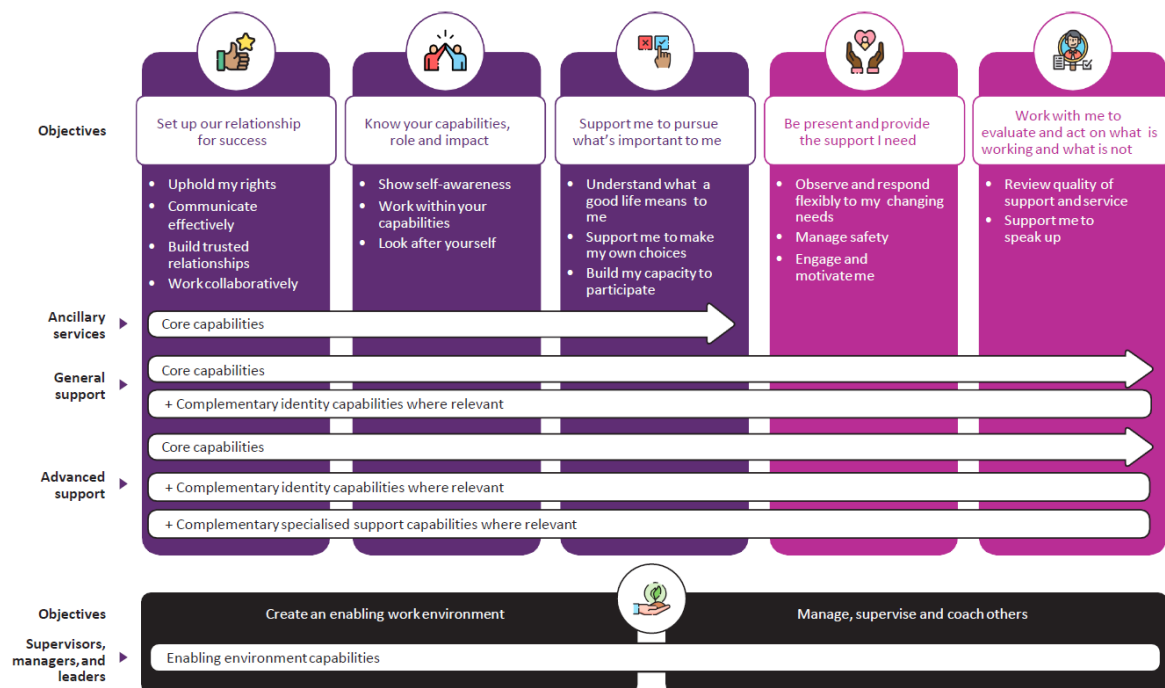 Objectives
Set up our relationship
for success
Know your capabilities,
role and impact
Support me to pursue
what's important to me
Be present and provide
the support I need
Work with me to
evaluate and act on what is
working and what is not
• Uphold my rights
• Communicate
effectively
• Build trusted
relationships
• Work collaboratively
• Show self-awareness
• Work within your
capabilities
• Look after yourself
• Understand what a
good life means to
me
• Support me to make
my own choices
• Build my capacity to
participate
• Observe and respond
flexibly to my changing
needs
• Manage safety
• Engage and
motivate me
• Review quality of
support and service
• Support me to
speak up
Ancillary
services
Core capabilities
General
support
Core capabilities
+ Complementary identity capabilities where relevant
Advanced
support
Core capabilities
+ Complementary identity capabilities where relevant
+ Complementary specialised support capabilities where relevant
Objectives
Create an enabling work environment
Manage, supervise and coach others
Supervisors,
managers, and
leaders
Enabling environment capabilities